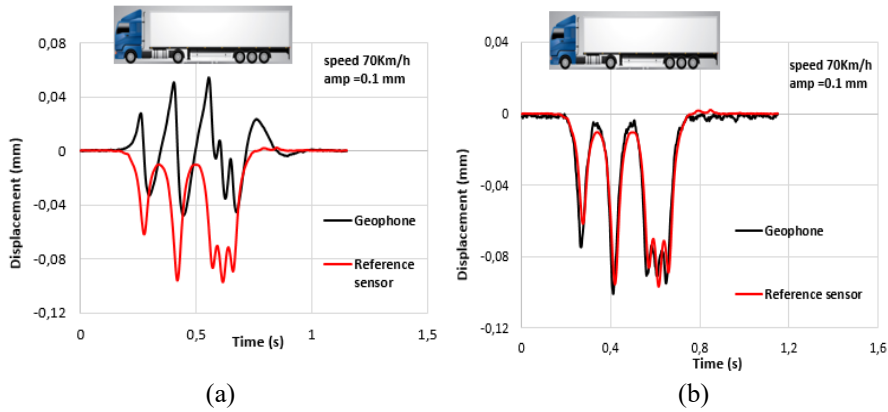 0,08
0,04
0
-0,04
-0,08
-0,12
Displacement (mm)
speed 70Km/h
amp =0.1 mm
Geophone
Reference
sensor
0
0,5
1
1,5
Time (s)
(a)
0,04
0
-0,04
-0,08
-0,12
Displacement (mm)
speed 70Km/h
amp =0.1 mm
Geophone
Reference sensor
0
0,4
0,8
1,2
1,6
Time (s)
(b)